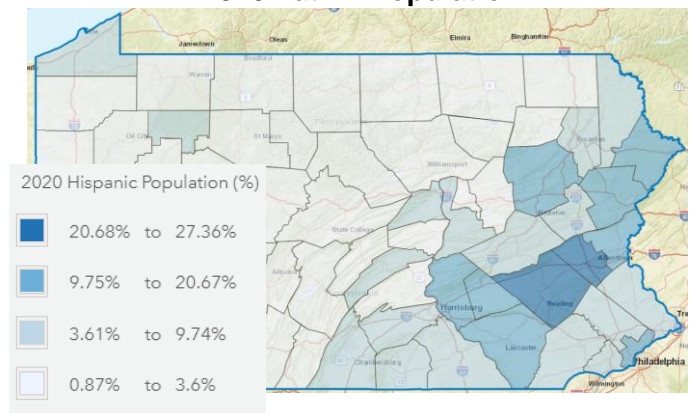 Jamestown
Olean
Elmira
Binghamton
Warren
Bradford
Oil City
St Marys
Pennsylvania
Scranton
Williamsport
Hazleton
State College
Altoona
Allentown
Harrisburg
Reading
Lancaster
Chambersburg
Philadelphia
Wilmington
2020 Hispanic Population (%)
20.68% to 27.36%
9.75% to 20.67%
3.61% to 9.74%
0.87% to 3.6%